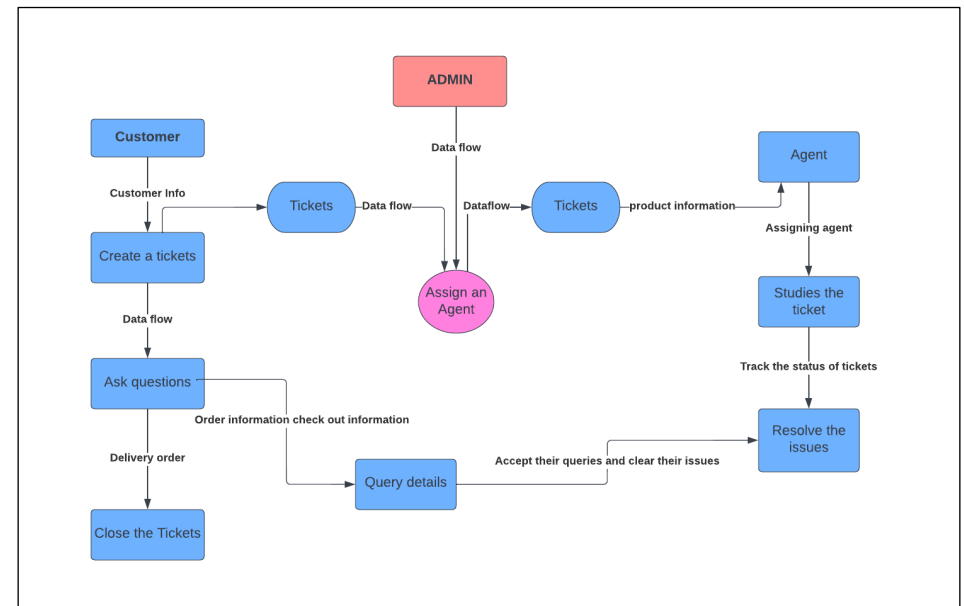 ADMIN
Customer
Data flow
Agent
Customer Info
Tickets
Data flow
Dataflow
Tickets
product information
Assigning agent
Create a tickets
Assign an
Agent
Studies the
ticket
Data flow
Track the status of tickets
Ask questions
Order information check out information
Resolve the
issues
Delivery order
Accept their queries and clear their issues
Query details
Close the Tickets